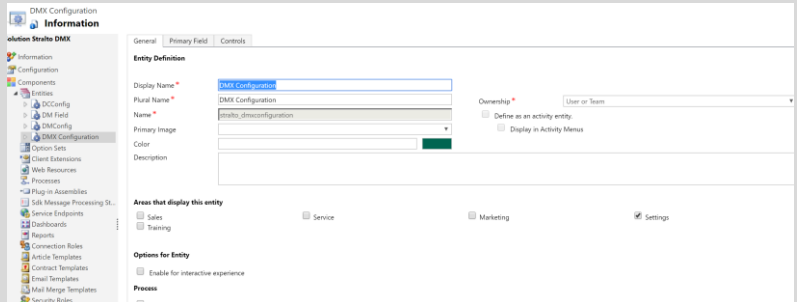 DMX Configuration
Information
olution Stralto DMX
Information
Configuration
Components
Entities
DCConfig
DM Field
DMConfig
DMX Configuration
Option Sets
Client Extensions
Web Resources
Processes
Plug-in Assemblies
Sdk Message Processing St...
Service Endpoints
Dashboards
Reports
Connection Roles
Article Templates
Contract Templates
Email Templates
Mail Merge Templates
Security Roles
General Primary Field Controls
Entity Definition
Display Name * DMX Configuration
Plural Name * DMX Configuration Ownership * User or Team
Name * stralto_dmxconfiguration Define as an activity entity.
Primary Image Display in Activity Menus
Color
Description
Areas that display this entity
Sales Service Marketing Settings
Training
Options for Entity
Enable for interactive experience
Process